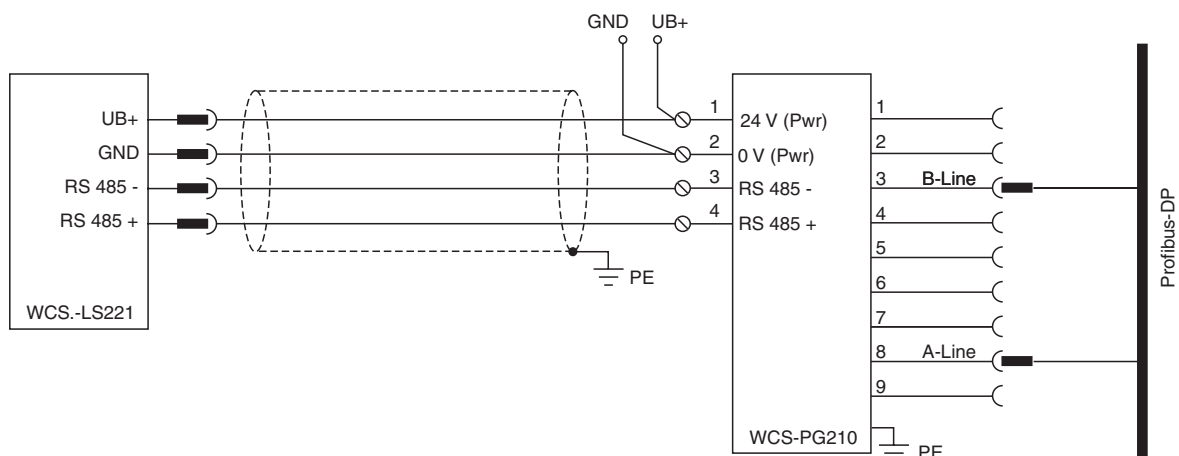 GND UB+
UB+
GND
RS 485 -
RS 485 +
WCS.-LS221
PE
1
2
3
4
24 V (Pwr)
0 V (Pwr)
RS 485 -
RS 485 +
WCS-PG210
1
2
3
4
5
6
7
8
9
B-Line
A-Line
PE
Profibus-DP